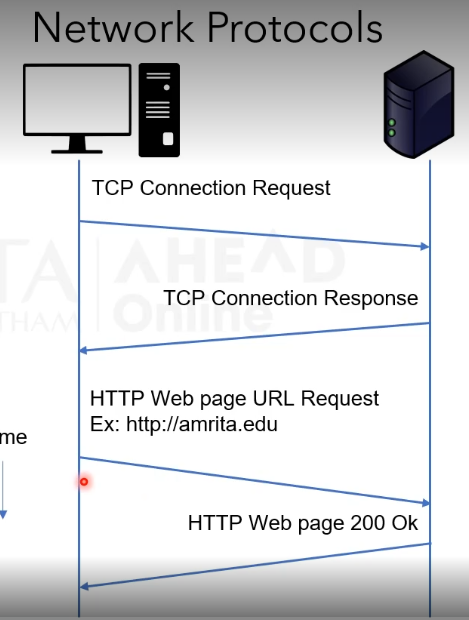 Network Protocols
TCP Connection Request
TA
AHEAD
Online
THAM
TCP Connection Response
HTTP Web page URL Request
Ex: http://amrita.edu
me
HTTP Web page 200 Ok